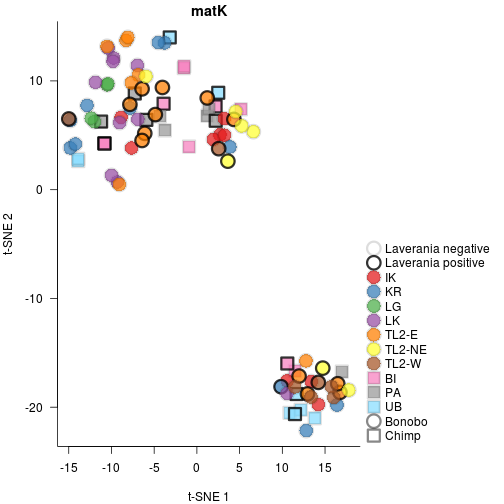 matK
10
0
-10
-20
t-SNE 2
-15
-10
-5
0
5
10
15
t-SNE 1
Laverania negative
Laverania positive
IK
KR
LG
LK
TL2-E
TL2-NE
TL2-W
BI
PA
UB
Bonobo
Chimp